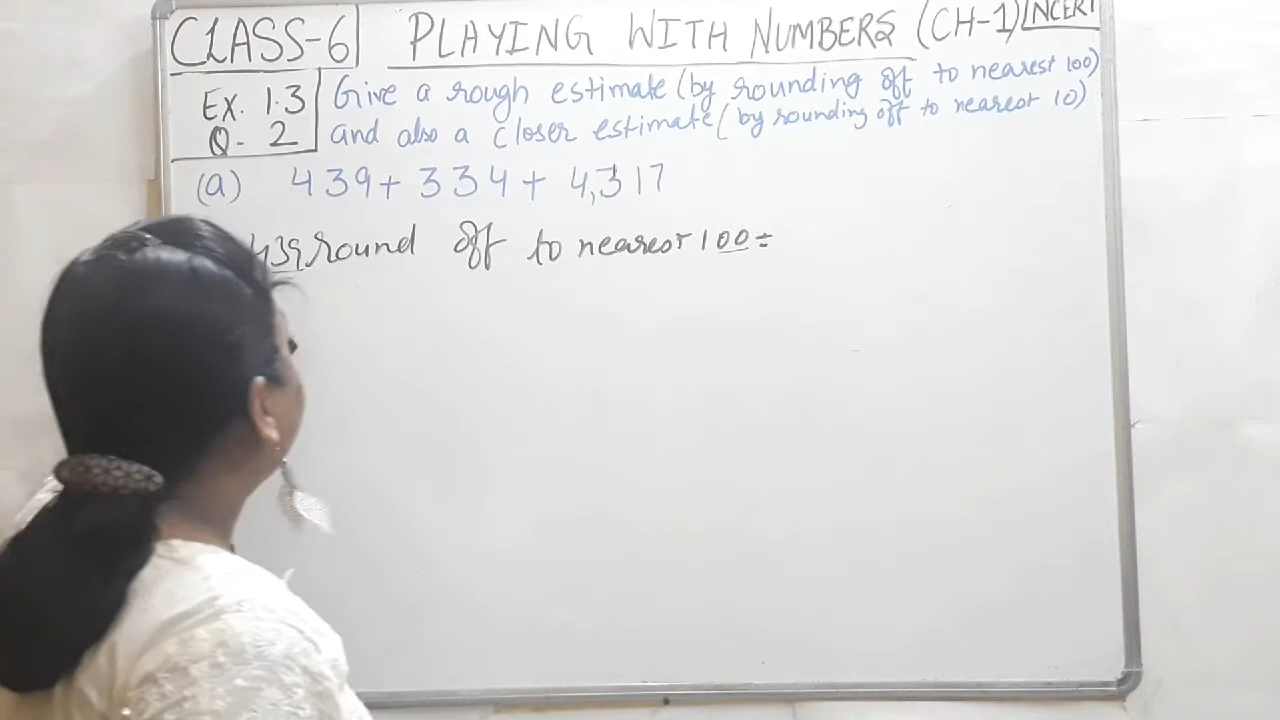 CLASS-6 PLAYING WITH NUMBERS (CH-1) NCERT
EX. 1.3 Give a rough estimate (by rounding off to nearest 100)
Q. 2 and also a closer estimate (by rounding off to nearest 10)
(a) 439 + 334 + 4,317
439 round off to nearest 100 =